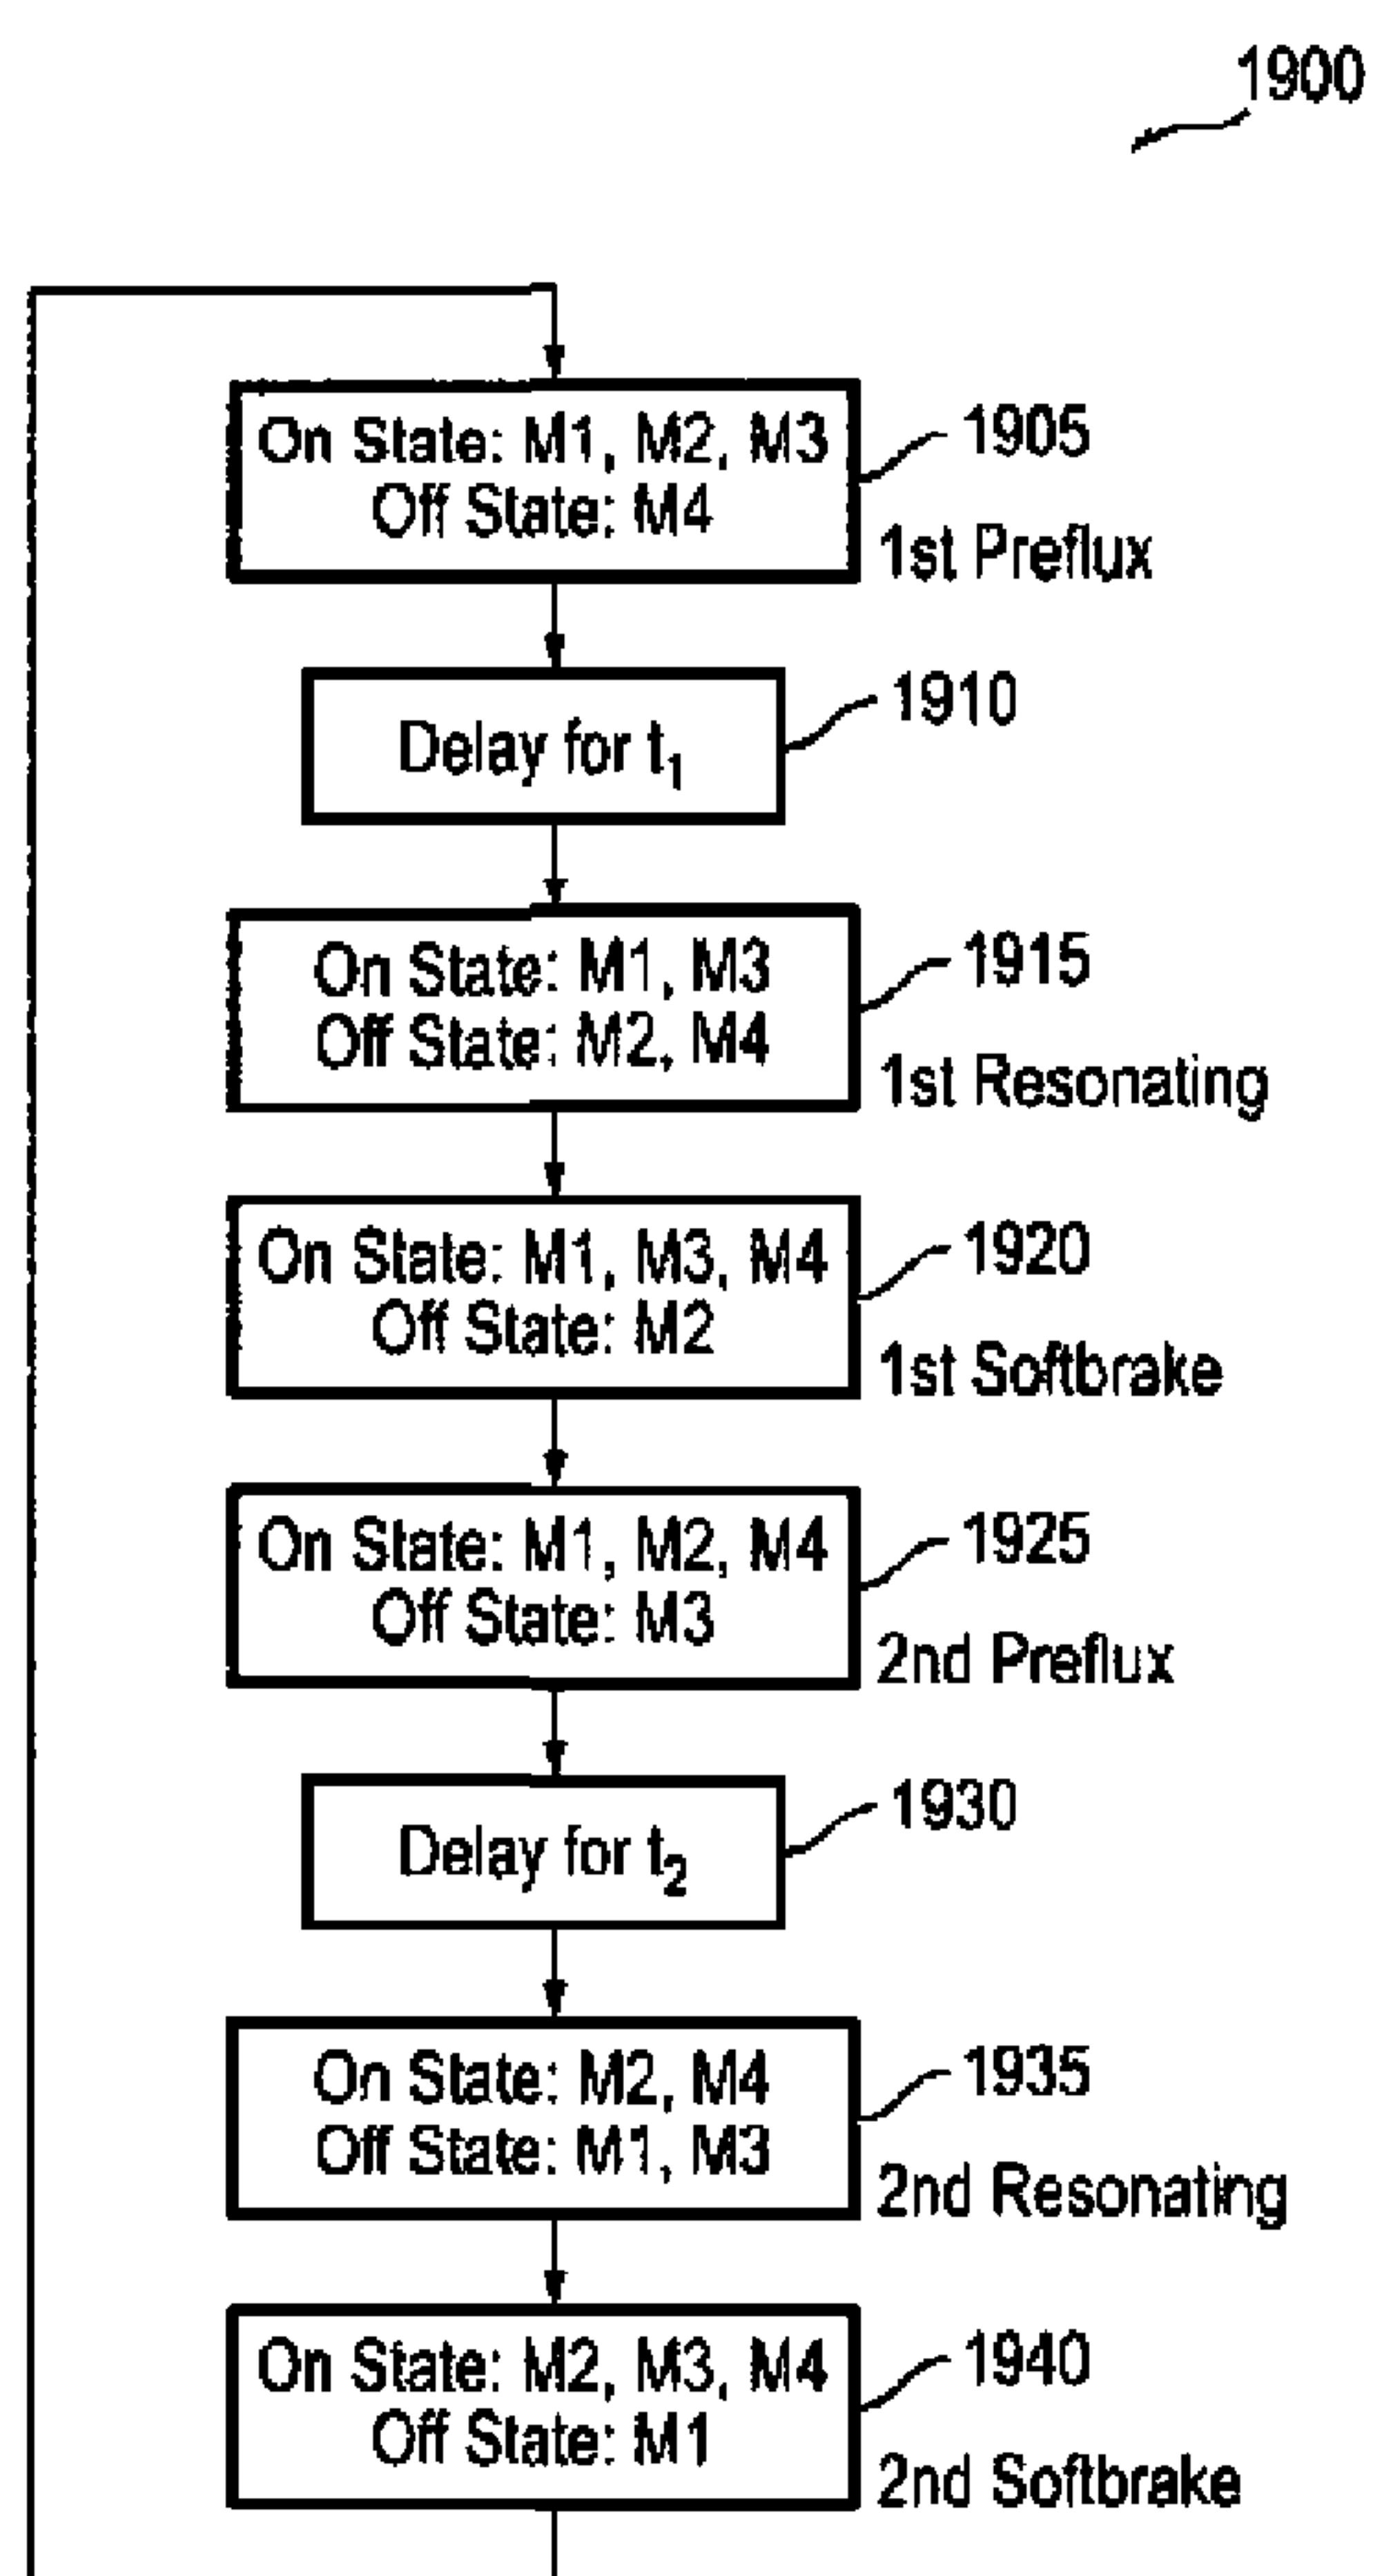 1900
On State: M1, M2, M3
Off State: M4
1905
1st Preflux
Delay for t₁
1910
On State: M1, M3
Off State: M2, M4
1915
1st Resonating
On State: M1, M3, M4
Off State: M2
1920
1st Softbrake
On State: M1, M2, M4
Off State: M3
1925
2nd Preflux
Delay for t₂
1930
On State: M2, M4
Off State: M1, M3
1935
2nd Resonating
On State: M2, M3, M4
Off State: M1
1940
2nd Softbrake